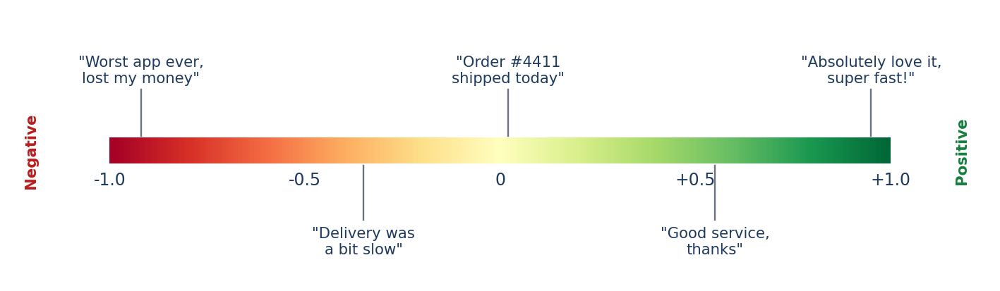 "Worst app ever,
lost my money"
"Order #4411
shipped today"
"Absolutely love it,
super fast!"
Negative
Positive
-1.0
-0.5
0
+0.5
+1.0
"Delivery was
a bit slow"
"Good service,
thanks"